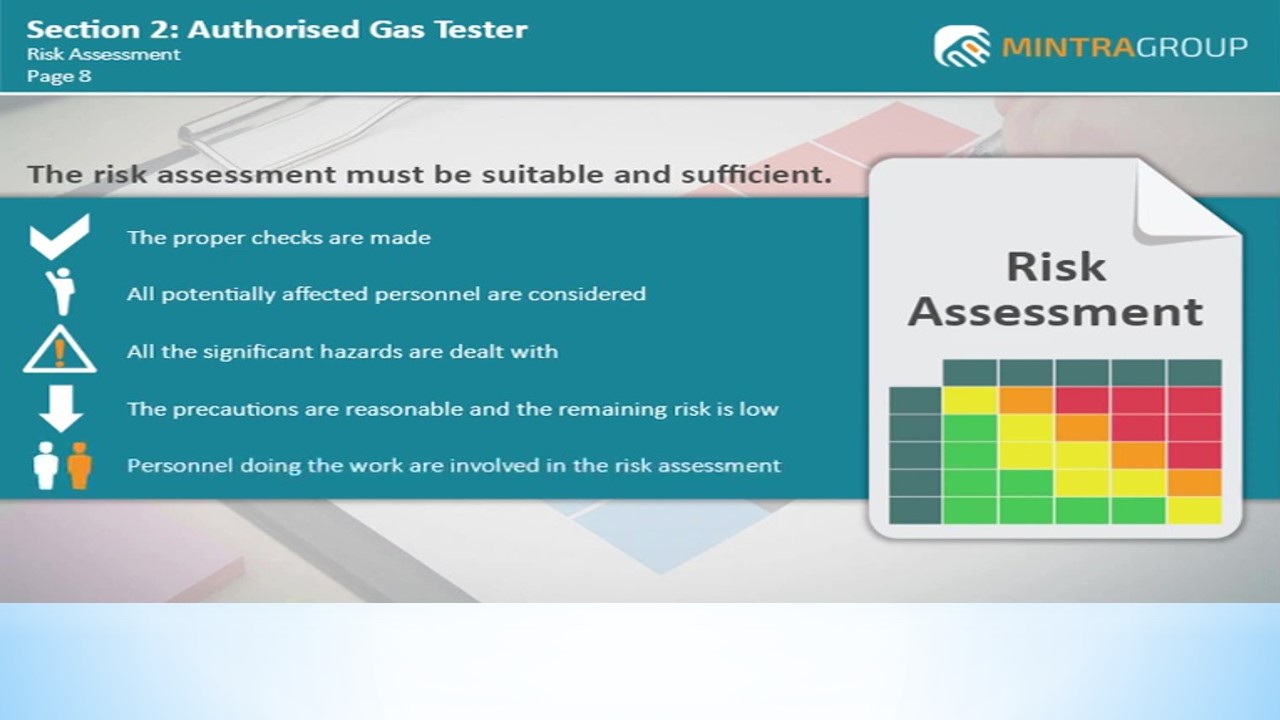 Section 2: Authorised Gas Tester
Risk Assessment
Page 8
MINTRAGROUP
The risk assessment must be suitable and sufficient.
The proper checks are made
All potentially affected personnel are considered
All the significant hazards are dealt with
The precautions are reasonable and the remaining risk is low
Personnel doing the work are involved in the risk assessment
Risk
Assessment